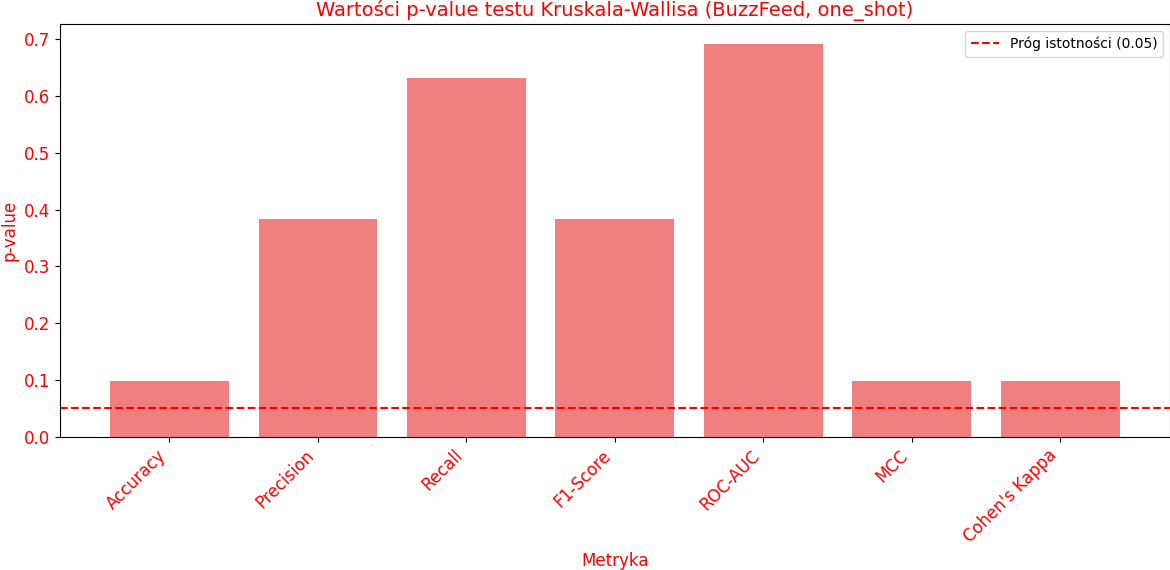 Wartości p-value testu Kruskala-Wallisa (BuzzFeed, one_shot)
Próg istotności (0.05)
p-value
0.7
0.6
0.5
0.4
0.3
0.2
0.1
0.0
Accuracy
Precision
Recall
F1-Score
ROC-AUC
MCC
Cohen's Kappa
Metryka